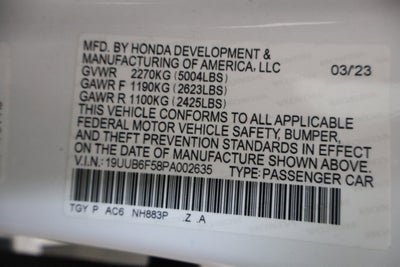 MFD. BY HONDA DEVELOPMENT &
MANUFACTURING OF AMERICA, LLC 03/23
GVWR 2270KG (5004LBS)
GAWR F 1190KG (2623LBS)
GAWR R 1100KG (2425LBS)
THIS VEHICLE CONFORMS TO ALL APPLICABLE
FEDERAL MOTOR VEHICLE SAFETY, BUMPER,
AND THEFT PREVENTION STANDARDS IN EFFECT
ON THE DATE OF MANUFACTURE SHOWN ABOVE.
V.I.N.: 19UUB6F58PA002635 TYPE: PASSENGER CAR
TGY P AC6 NH883P .Z .A